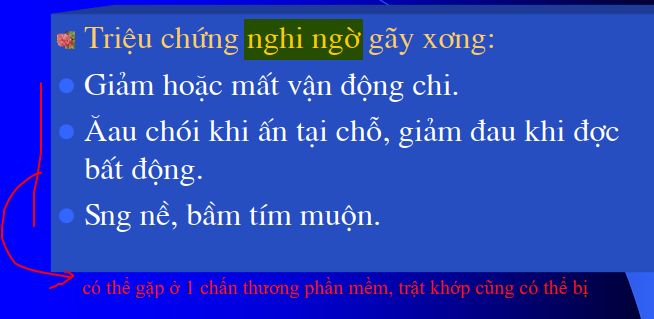 Triệu chứng nghi ngờ gãy xơng:
Giảm hoặc mất vận động chi.
Ăau chói khi ấn tại chỗ, giảm đau khi đợc
bất động.
Sng nề, bầm tím muộn.
có thể gặp ở 1 chấn thương phần mềm, trật khớp cũng có thể bị